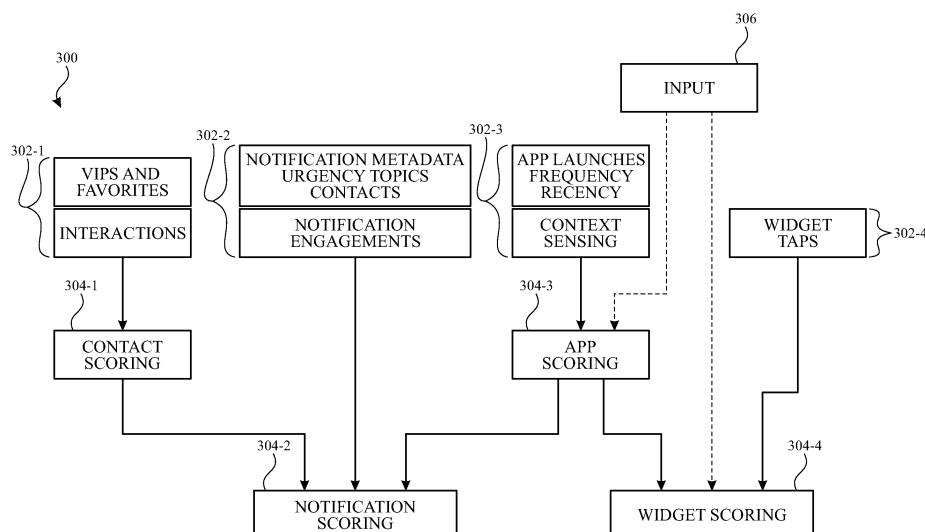 306
300
INPUT
302-1
302-2
302-3
VIPS AND
FAVORITES
INTERACTIONS
NOTIFICATION METADATA
URGENCY TOPICS
CONTACTS
NOTIFICATION
ENGAGEMENTS
APP LAUNCHES
FREQUENCY
RECENCY
CONTEXT
SENSING
WIDGET
TAPS
302-4
304-1
304-3
CONTACT
SCORING
APP
SCORING
304-2
304-4
NOTIFICATION
SCORING
WIDGET SCORING